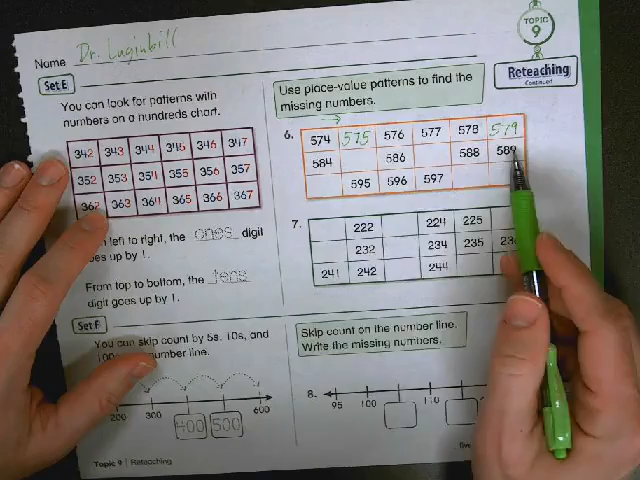 TOPIC
9
Name Dr. Luginbill
Set E
Reteaching
Continued
You can look for patterns with
numbers on a hundreds chart.
342 343 344 345 346 347
352 353 354 355 356 357
362 363 364 365 366 367
left to right, the ones digit
goes up by 1.
From top to bottom, the tens
digit goes up by 1.
Use place-value patterns to find the
missing numbers.
6.
574 575 576 577 578 579
584 586 588 589
595 596 597
7.
222 224 225
232 234 235
241 242 244
Set F
You can skip count by 5s, 10s, and
number line.
200 300 400 500 600
Skip count on the number line.
Write the missing numbers.
8.
95 100 110
Topic 9 | Reteaching